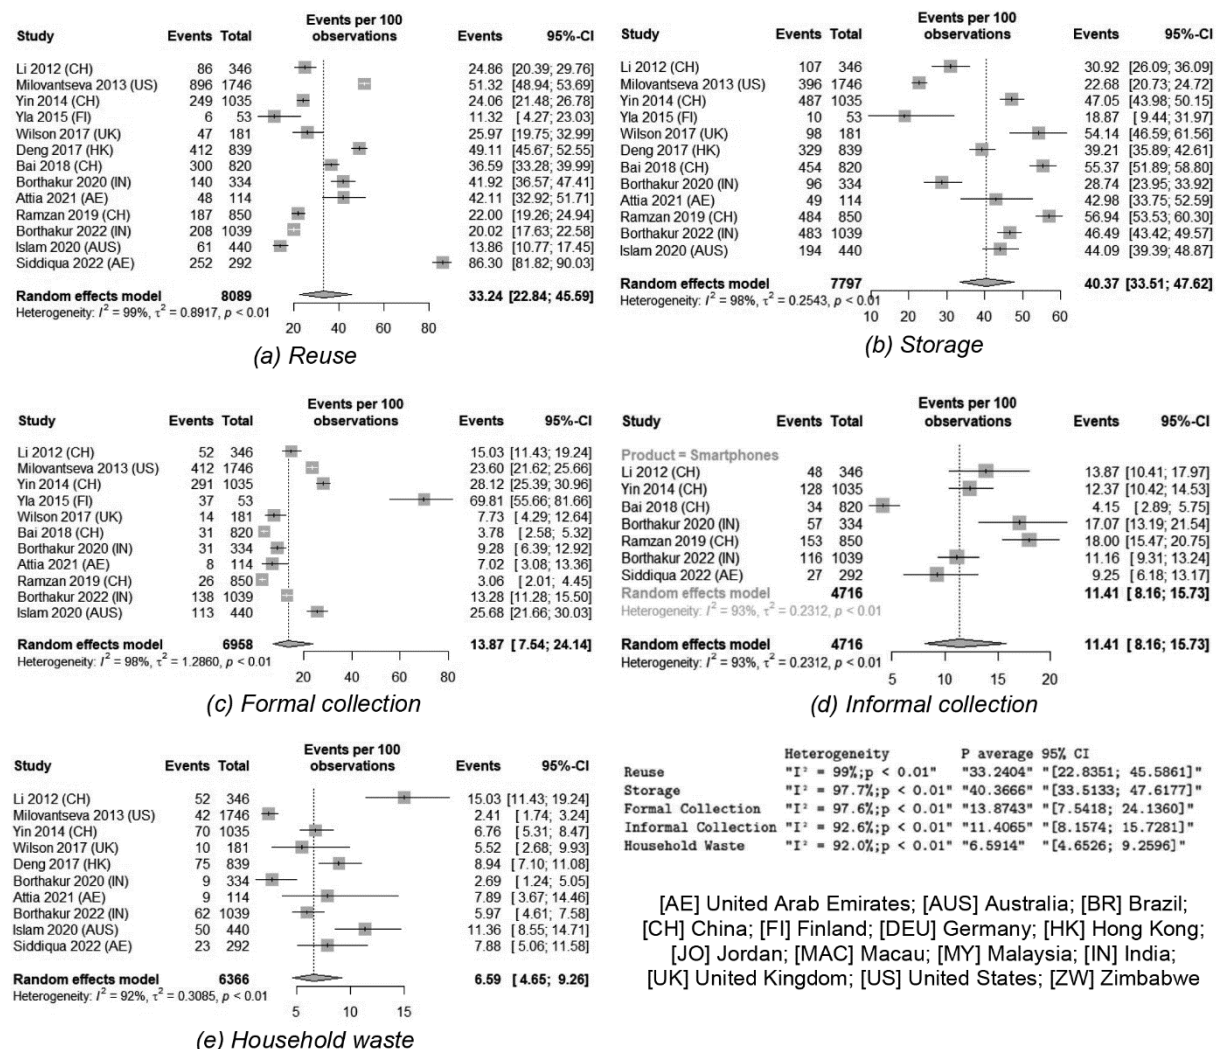 Events per 100
Study Events Total observations Events 95%-CI
Li 2012 (CH) 86 346 24.86 [20.39; 29.76]
Milovantseva 2013 (US) 896 1746 51.32 [48.94; 53.69]
Yin 2014 (CH) 249 1035 24.06 [21.48; 26.78]
Yla 2015 (FI) 6 53 11.32 [ 4.27; 23.03]
Wilson 2017 (UK) 47 181 25.97 [19.75; 32.99]
Deng 2017 (HK) 412 839 49.11 [45.67; 52.55]
Bai 2018 (CH) 300 820 36.59 [33.28; 39.99]
Borthakur 2020 (IN) 140 334 41.92 [36.57; 47.41]
Attia 2021 (AE) 48 114 42.11 [32.92; 51.71]
Ramzan 2019 (CH) 187 850 22.00 [19.26; 24.94]
Borthakur 2022 (IN) 208 1039 20.02 [17.63; 22.58]
Islam 2020 (AUS) 61 440 13.86 [10.77; 17.45]
Siddiqua 2022 (AE) 252 292 86.30 [81.82; 90.03]
Random effects model 8089 33.24 [22.84; 45.59]
Heterogeneity: I² = 99%, τ² = 0.8917, p < 0.01
20 40 60 80
(a) Reuse
Events per 100
Study Events Total observations Events 95%-CI
Li 2012 (CH) 107 346 30.92 [26.09; 36.09]
Milovantseva 2013 (US) 396 1746 22.68 [20.73; 24.72]
Yin 2014 (CH) 487 1035 47.05 [43.98; 50.15]
Yla 2015 (FI) 10 53 18.87 [ 9.44; 31.97]
Wilson 2017 (UK) 98 181 54.14 [46.59; 61.56]
Deng 2017 (HK) 329 839 39.21 [35.89; 42.61]
Bai 2018 (CH) 454 820 55.37 [51.89; 58.80]
Borthakur 2020 (IN) 96 334 28.74 [23.95; 33.92]
Attia 2021 (AE) 49 114 42.98 [33.75; 52.59]
Ramzan 2019 (CH) 484 850 56.94 [53.53; 60.30]
Borthakur 2022 (IN) 483 1039 46.49 [43.42; 49.57]
Islam 2020 (AUS) 194 440 44.09 [39.39; 48.87]
Random effects model 7797 40.37 [33.51; 47.62]
Heterogeneity: I² = 98%, τ² = 0.2543, p < 0.01
10 20 30 40 50 60
(b) Storage
Events per 100
Study Events Total observations Events 95%-CI
Li 2012 (CH) 52 346 15.03 [11.43; 19.24]
Milovantseva 2013 (US) 412 1746 23.60 [21.62; 25.66]
Yin 2014 (CH) 291 1035 28.12 [25.39; 30.96]
Yla 2015 (FI) 37 53 69.81 [55.66; 81.66]
Wilson 2017 (UK) 14 181 7.73 [ 4.29; 12.64]
Bai 2018 (CH) 31 820 3.78 [ 2.58; 5.32]
Borthakur 2020 (IN) 31 334 9.28 [ 6.39; 12.92]
Attia 2021 (AE) 8 114 7.02 [ 3.08; 13.36]
Ramzan 2019 (CH) 26 850 3.06 [ 2.01; 4.45]
Borthakur 2022 (IN) 138 1039 13.28 [11.28; 15.50]
Islam 2020 (AUS) 113 440 25.68 [21.66; 30.03]
Random effects model 6958 13.87 [ 7.54; 24.14]
Heterogeneity: I² = 98%, τ² = 1.2860, p < 0.01
20 40 60 80
(c) Formal collection
Events per 100
Study Events Total observations Events 95%-CI
Product = Smartphones
Li 2012 (CH) 48 346 13.87 [10.41; 17.97]
Yin 2014 (CH) 128 1035 12.37 [10.42; 14.53]
Bai 2018 (CH) 34 820 4.15 [ 2.89; 5.75]
Borthakur 2020 (IN) 57 334 17.07 [13.19; 21.54]
Ramzan 2019 (CH) 153 850 18.00 [15.47; 20.75]
Borthakur 2022 (IN) 116 1039 11.16 [ 9.31; 13.24]
Siddiqua 2022 (AE) 27 292 9.25 [ 6.18; 13.17]
Random effects model 4716 11.41 [ 8.16; 15.73]
Heterogeneity: I² = 93%, τ² = 0.2312, p < 0.01
Random effects model 4716 11.41 [ 8.16; 15.73]
Heterogeneity: I² = 93%, τ² = 0.2312, p < 0.01
5 10 15 20
(d) Informal collection
Events per 100
Study Events Total observations Events 95%-CI
Li 2012 (CH) 52 346 15.03 [11.43; 19.24]
Milovantseva 2013 (US) 42 1746 2.41 [ 1.74; 3.24]
Yin 2014 (CH) 70 1035 6.76 [ 5.31; 8.47]
Wilson 2017 (UK) 10 181 5.52 [ 2.68; 9.93]
Deng 2017 (HK) 75 839 8.94 [ 7.10; 11.08]
Borthakur 2020 (IN) 9 334 2.69 [ 1.24; 5.05]
Attia 2021 (AE) 9 114 7.89 [ 3.67; 14.46]
Borthakur 2022 (IN) 62 1039 5.97 [ 4.61; 7.58]
Islam 2020 (AUS) 50 440 11.36 [ 8.55; 14.71]
Siddiqua 2022 (AE) 23 292 7.88 [ 5.06; 11.58]
Random effects model 6366 6.59 [ 4.65; 9.26]
Heterogeneity: I² = 92%, τ² = 0.3085, p < 0.01
5 10 15
(e) Household waste
Heterogeneity P average 95% CI
Reuse "I² = 99%;p < 0.01" "33.2404" "[22.8351; 45.5861]"
Storage "I² = 97.7%;p < 0.01" "40.3666" "[33.5133; 47.6177]"
Formal Collection "I² = 97.6%;p < 0.01" "13.8743" "[7.5418; 24.1360]"
Informal Collection "I² = 92.6%;p < 0.01" "11.4065" "[8.1574; 15.7281]"
Household Waste "I² = 92.0%;p < 0.01" "6.5914" "[4.6526; 9.2596]"
[AE] United Arab Emirates; [AUS] Australia; [BR] Brazil;
[CH] China; [FI] Finland; [DEU] Germany; [HK] Hong Kong;
[JO] Jordan; [MAC] Macau; [MY] Malaysia; [IN] India;
[UK] United Kingdom; [US] United States; [ZW] Zimbabwe